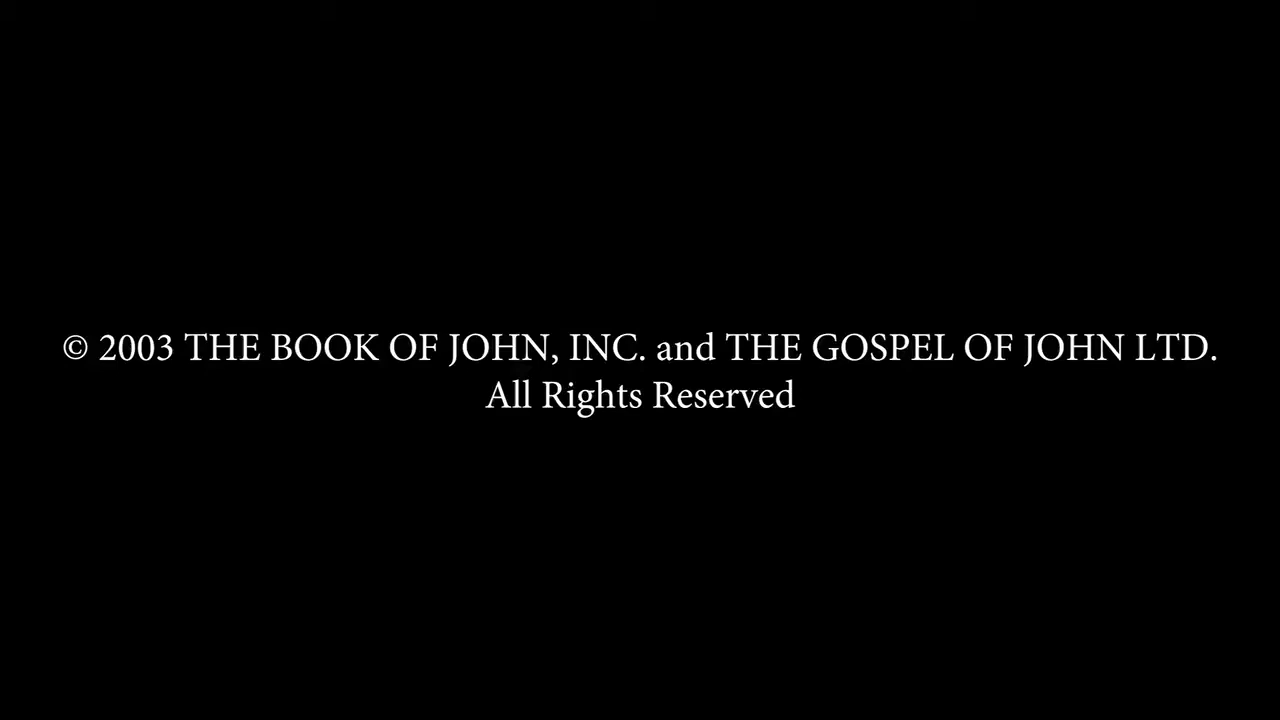 © 2003 THE BOOK OF JOHN, INC. and THE GOSPEL OF JOHN LTD.
All Rights Reserved